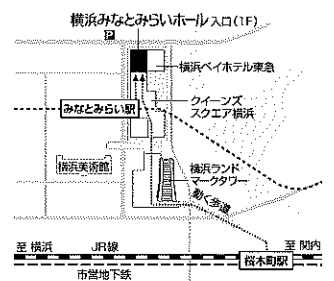 横浜みなとみらいホール入口(1F)
P
横浜ベイホテル東急
みなとみらい駅
クイーンズ
スクエア横浜
横浜美術館
横浜ランド
マークタワー
動く歩道
至 横浜
JR線
至 関内
桜木町駅
市営地下鉄